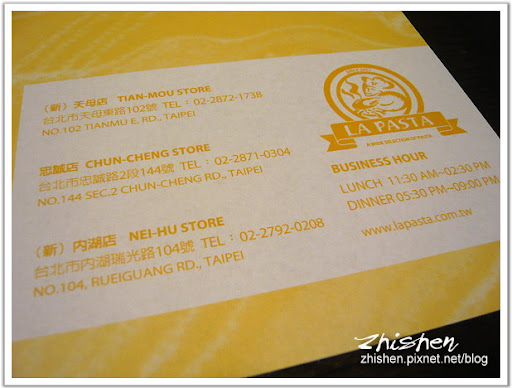 （新）天母店 TIAN-MOU STORE
台北市天母東路102號 TEL：02-2872-1738
NO 102 TIANMU E. RD., TAIPEI
忠誠店 CHUN-CHENG STORE
台北市忠誠路2段144號 TEL：02-2871-0304
NO.144 SEC.2 CHUN-CHENG RD., TAIPEI
（新）內湖店 NEI-HU STORE
台北市內湖瑞光路104號 TEL：02-2792-0208
NO.104, RUEIGUANG RD., TAIPEI
LA PASTA
BUSINESS HOUR
LUNCH 11:30 AM~02:30 PM
DINNER 05:30 PM~09:00 PM
www.lapasta.com.tw
Zhishen
zhishen.pixnet.net/blog